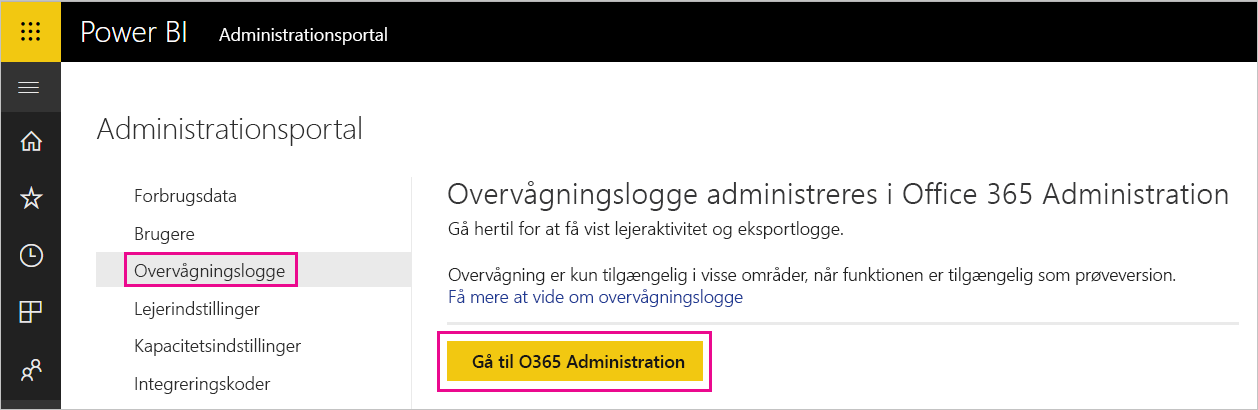 Power BI Administrationsportal
Administrationsportal
Forbrugsdata
Brugere
Overvågningslogge
Lejerindstillinger
Kapacitetsindstillinger
Integreringskoder
Overvågningslogge administreres i Office 365 Administration
Gå hertil for at få vist lejeraktivitet og eksportlogge.
Overvågning er kun tilgængelig i visse områder, når funktionen er tilgængelig som prøveversion.
Få mere at vide om overvågningslogge
Gå til O365 Administration